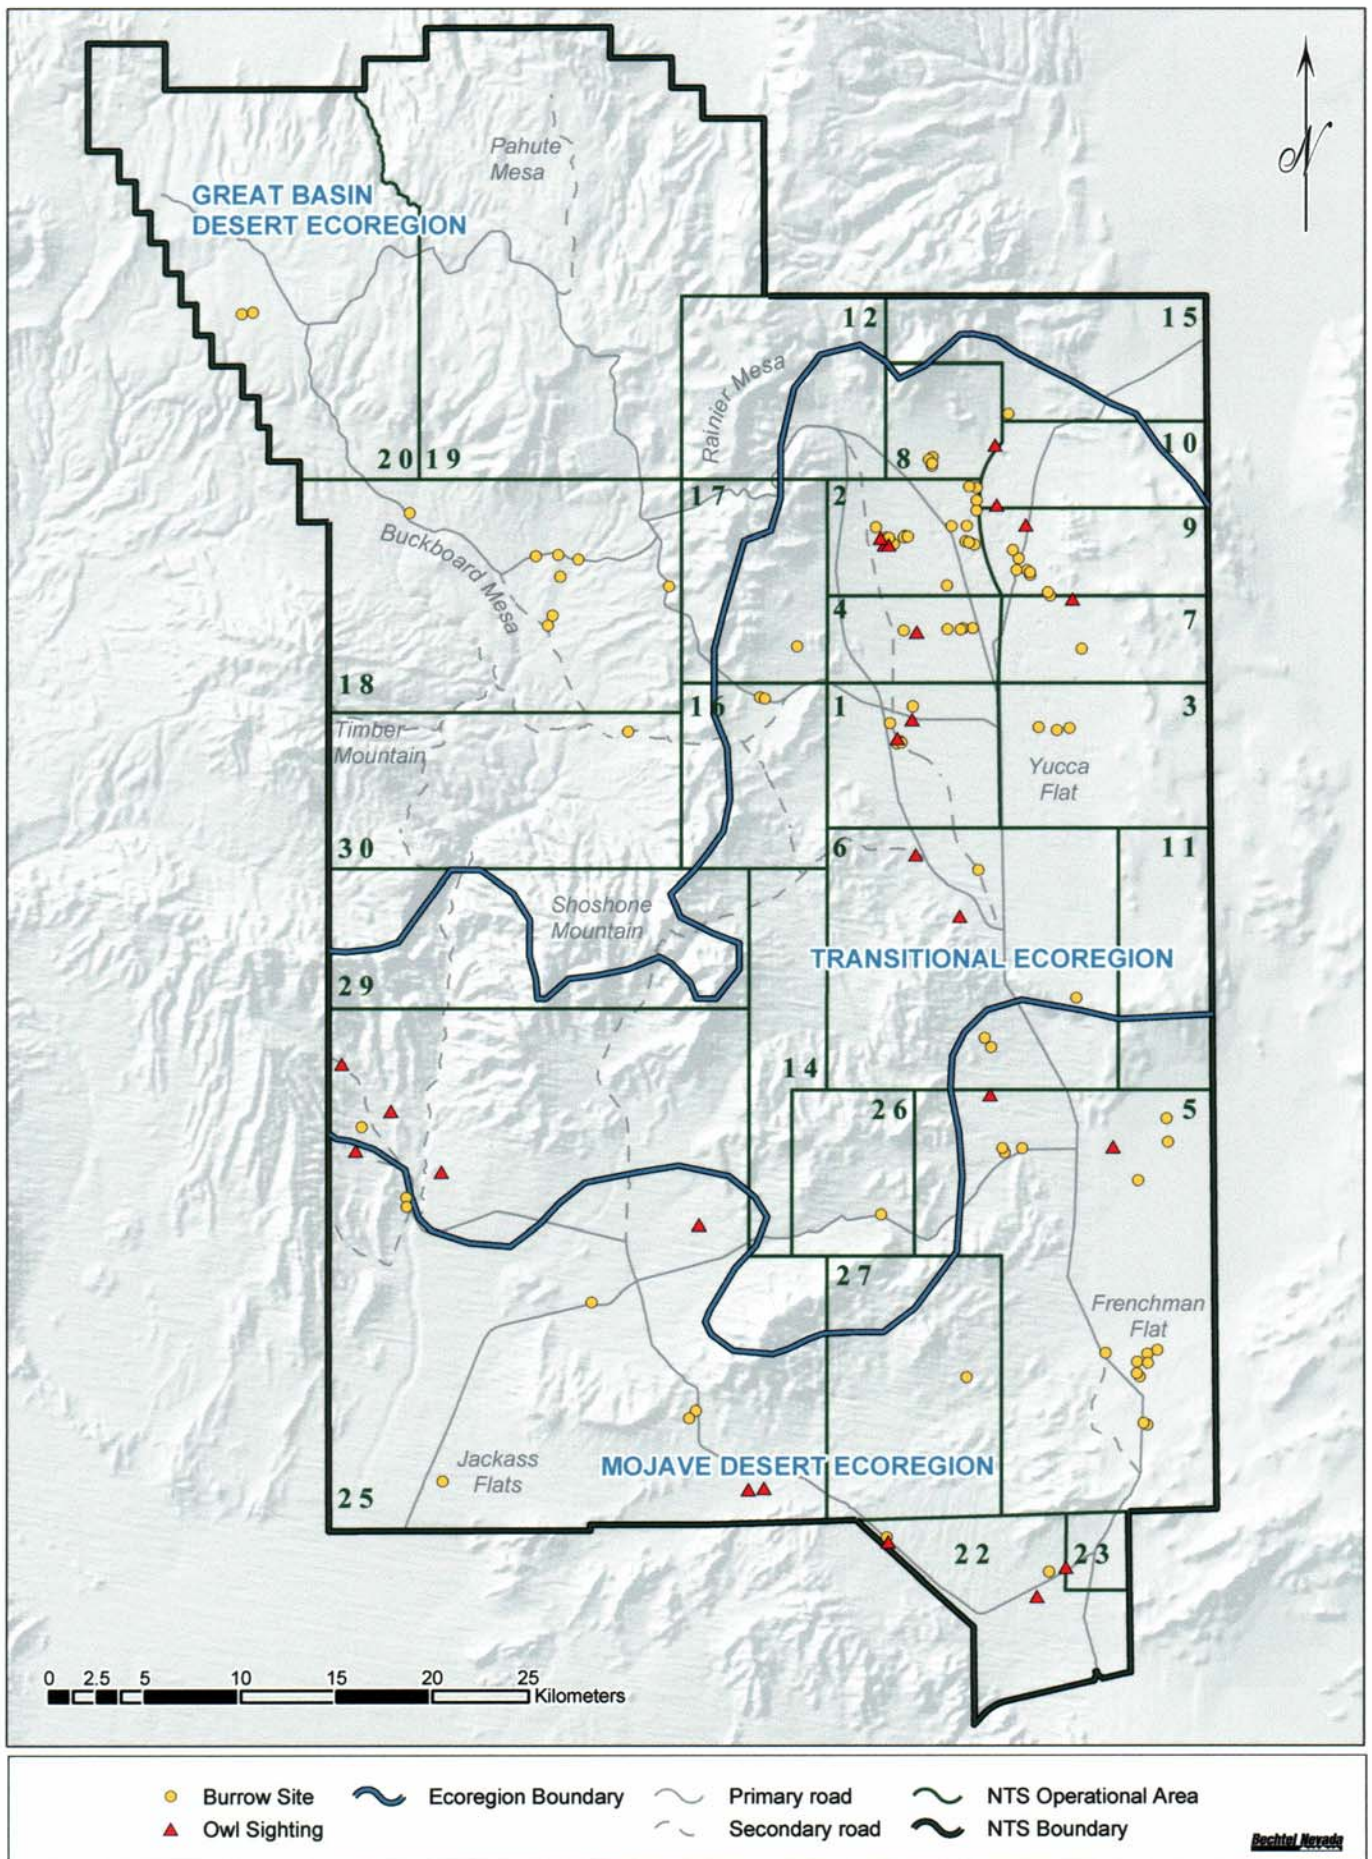 Pahute
Mesa
GREAT BASIN
DESERT ECOREGION
N
12
15
Rainier Mesa
10
20
19
8
17
2
9
Buckboard Mesa
4
7
18
16
1
3
Timber
Mountain
Yucca
Flat
30
6
11
Shoshone
Mountain
TRANSITIONAL ECOREGION
29
14
26
5
27
Frenchman
Flat
Jackass
Flats
MOJAVE DESERT ECOREGION
25
22
23
0 2.5 5 10 15 20 25
Kilometers
Burrow Site
Ecoregion Boundary
Primary road
NTS Operational Area
Owl Sighting
Secondary road
NTS Boundary
Bechtel Nevada